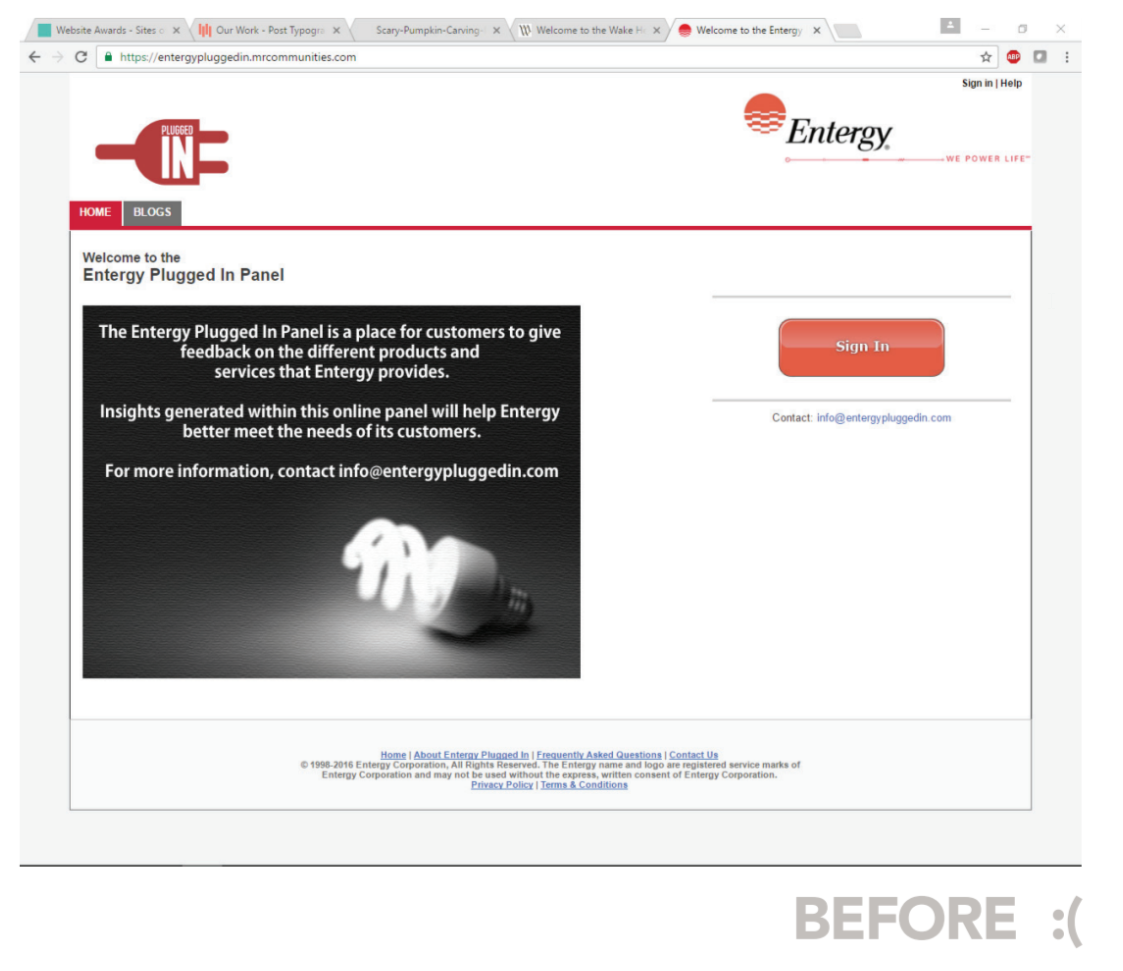 Website Awards - Sites o
Our Work - Post Typogra
Scary-Pumpkin-Carving-
Welcome to the Wake Ho
Welcome to the Entergy
https://entergypluggedin.mrcommunities.com
ABP
Sign in | Help
PLUGGED
IN
Entergy®
WE POWER LIFE℠
HOME
BLOGS
Welcome to the
Entergy Plugged In Panel
The Entergy Plugged In Panel is a place for customers to give
feedback on the different products and
services that Entergy provides.
Insights generated within this online panel will help Entergy
better meet the needs of its customers.
For more information, contact info@entergypluggedin.com
Sign In
Contact: info@entergypluggedin.com
Home | About Entergy Plugged In | Frequently Asked Questions | Contact Us
© 1998-2016 Entergy Corporation, All Rights Reserved. The Entergy name and logo are registered service marks of
Entergy Corporation and may not be used without the express, written consent of Entergy Corporation.
Privacy Policy | Terms & Conditions
BEFORE :(